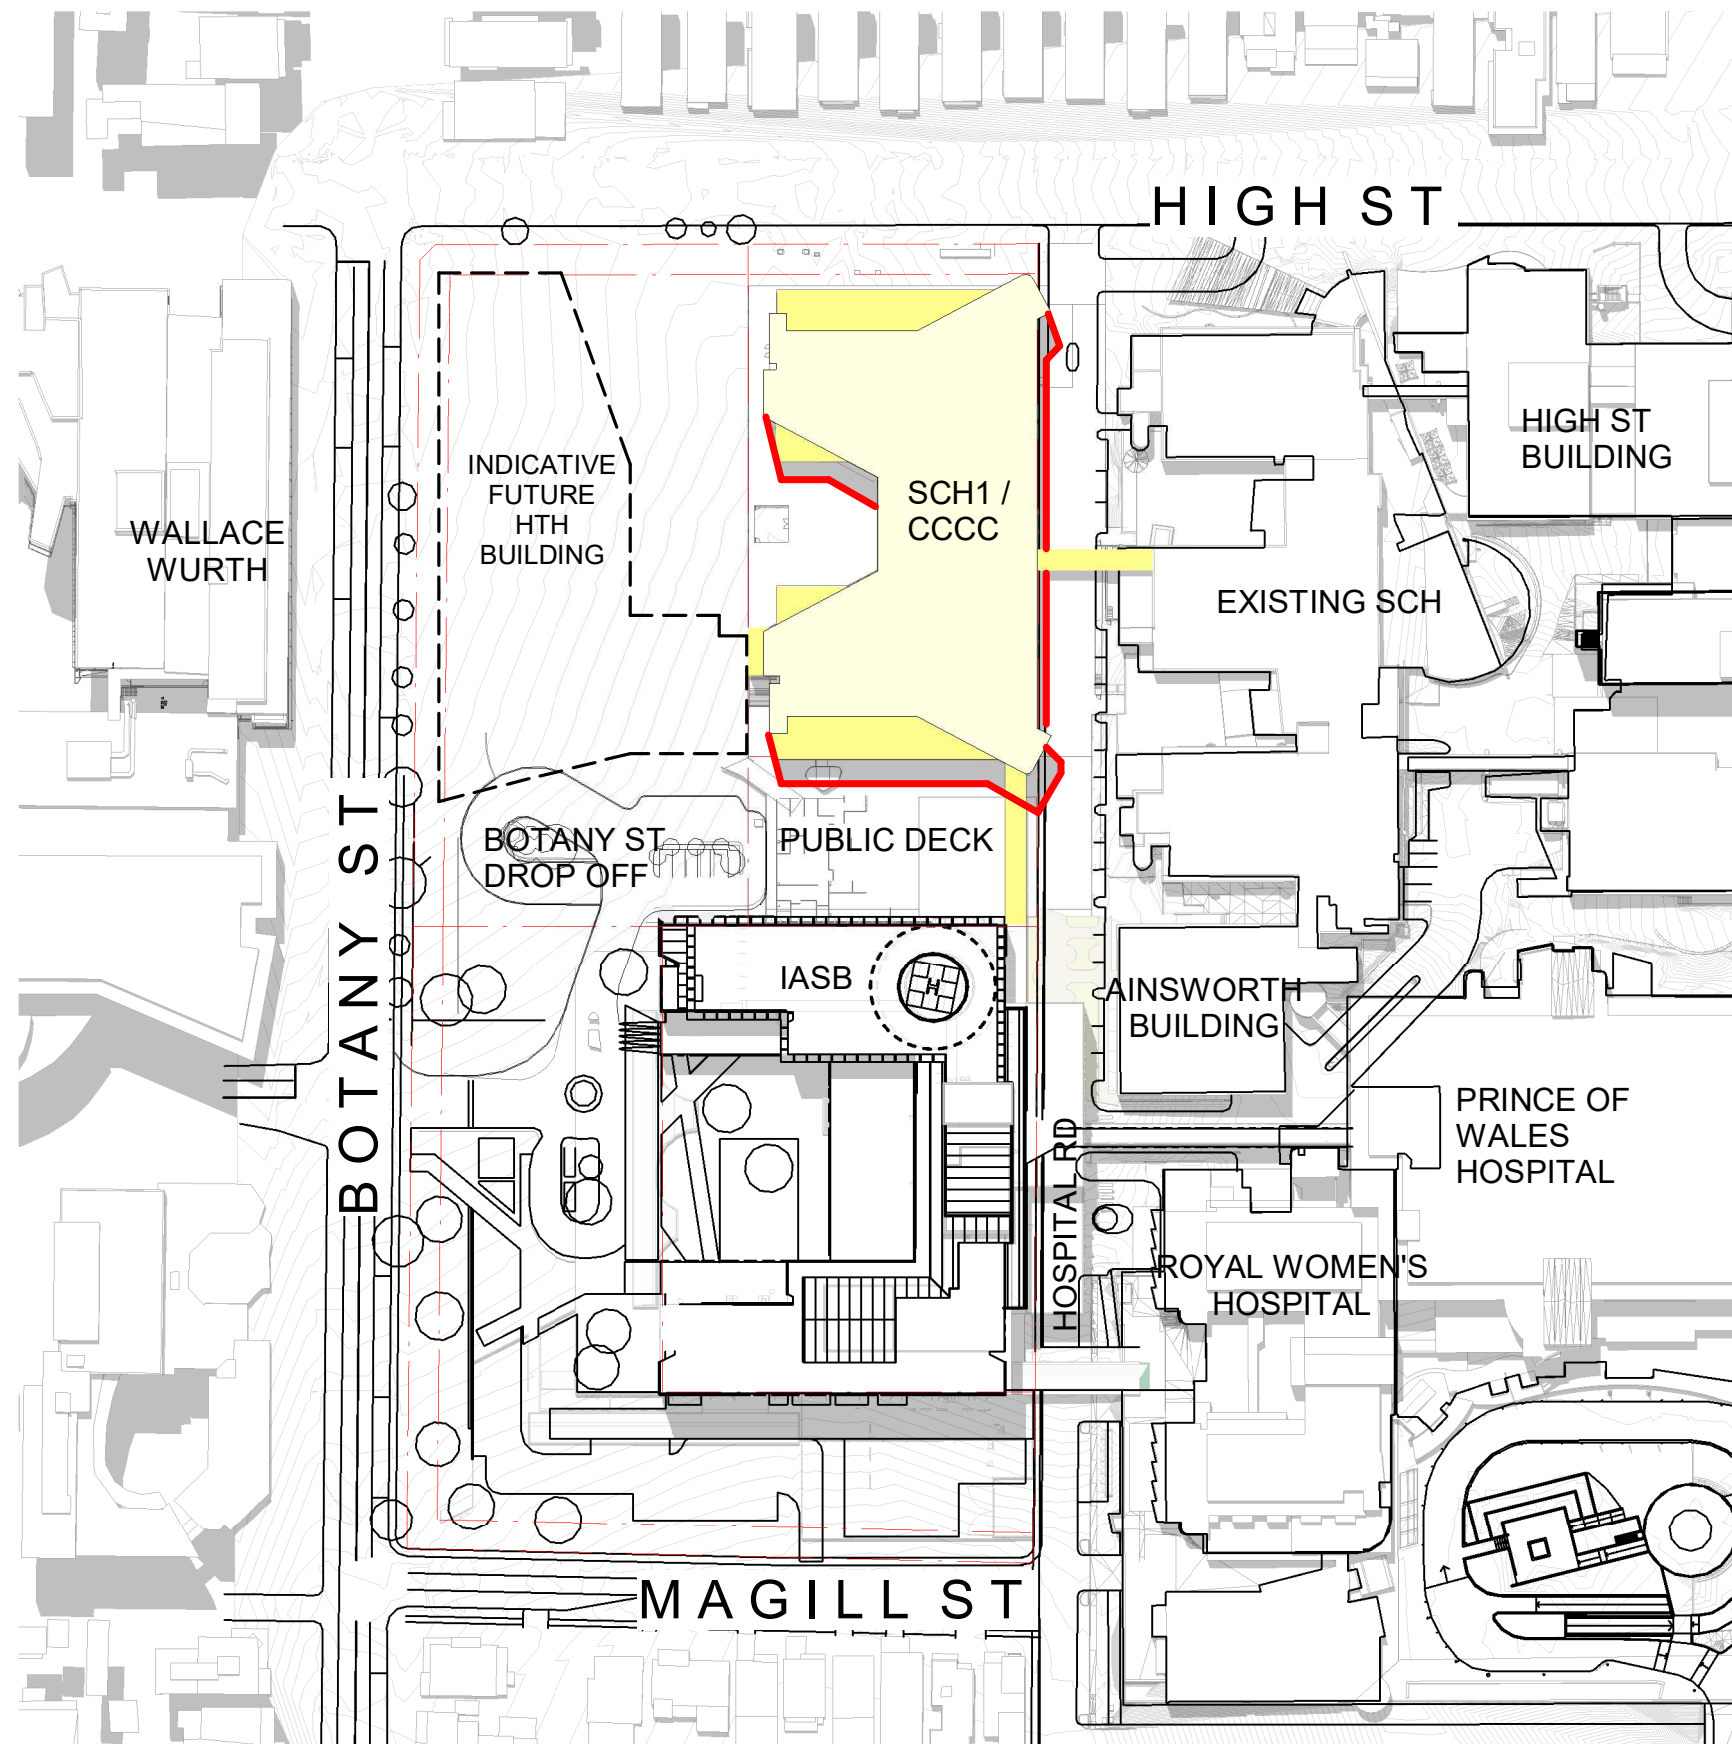 HIGH ST
HIGH ST
BUILDING
INDICATIVE
FUTURE
HTH
BUILDING
SCH1 /
CCCC
WALLACE
WURTH
EXISTING SCH
BOTANY ST
BOTANY ST
DROP OFF
PUBLIC DECK
IASB
H
AINSWORTH
BUILDING
PRINCE OF
WALES
HOSPITAL
HOSPITAL RD
ROYAL WOMEN'S
HOSPITAL
MAGILL ST